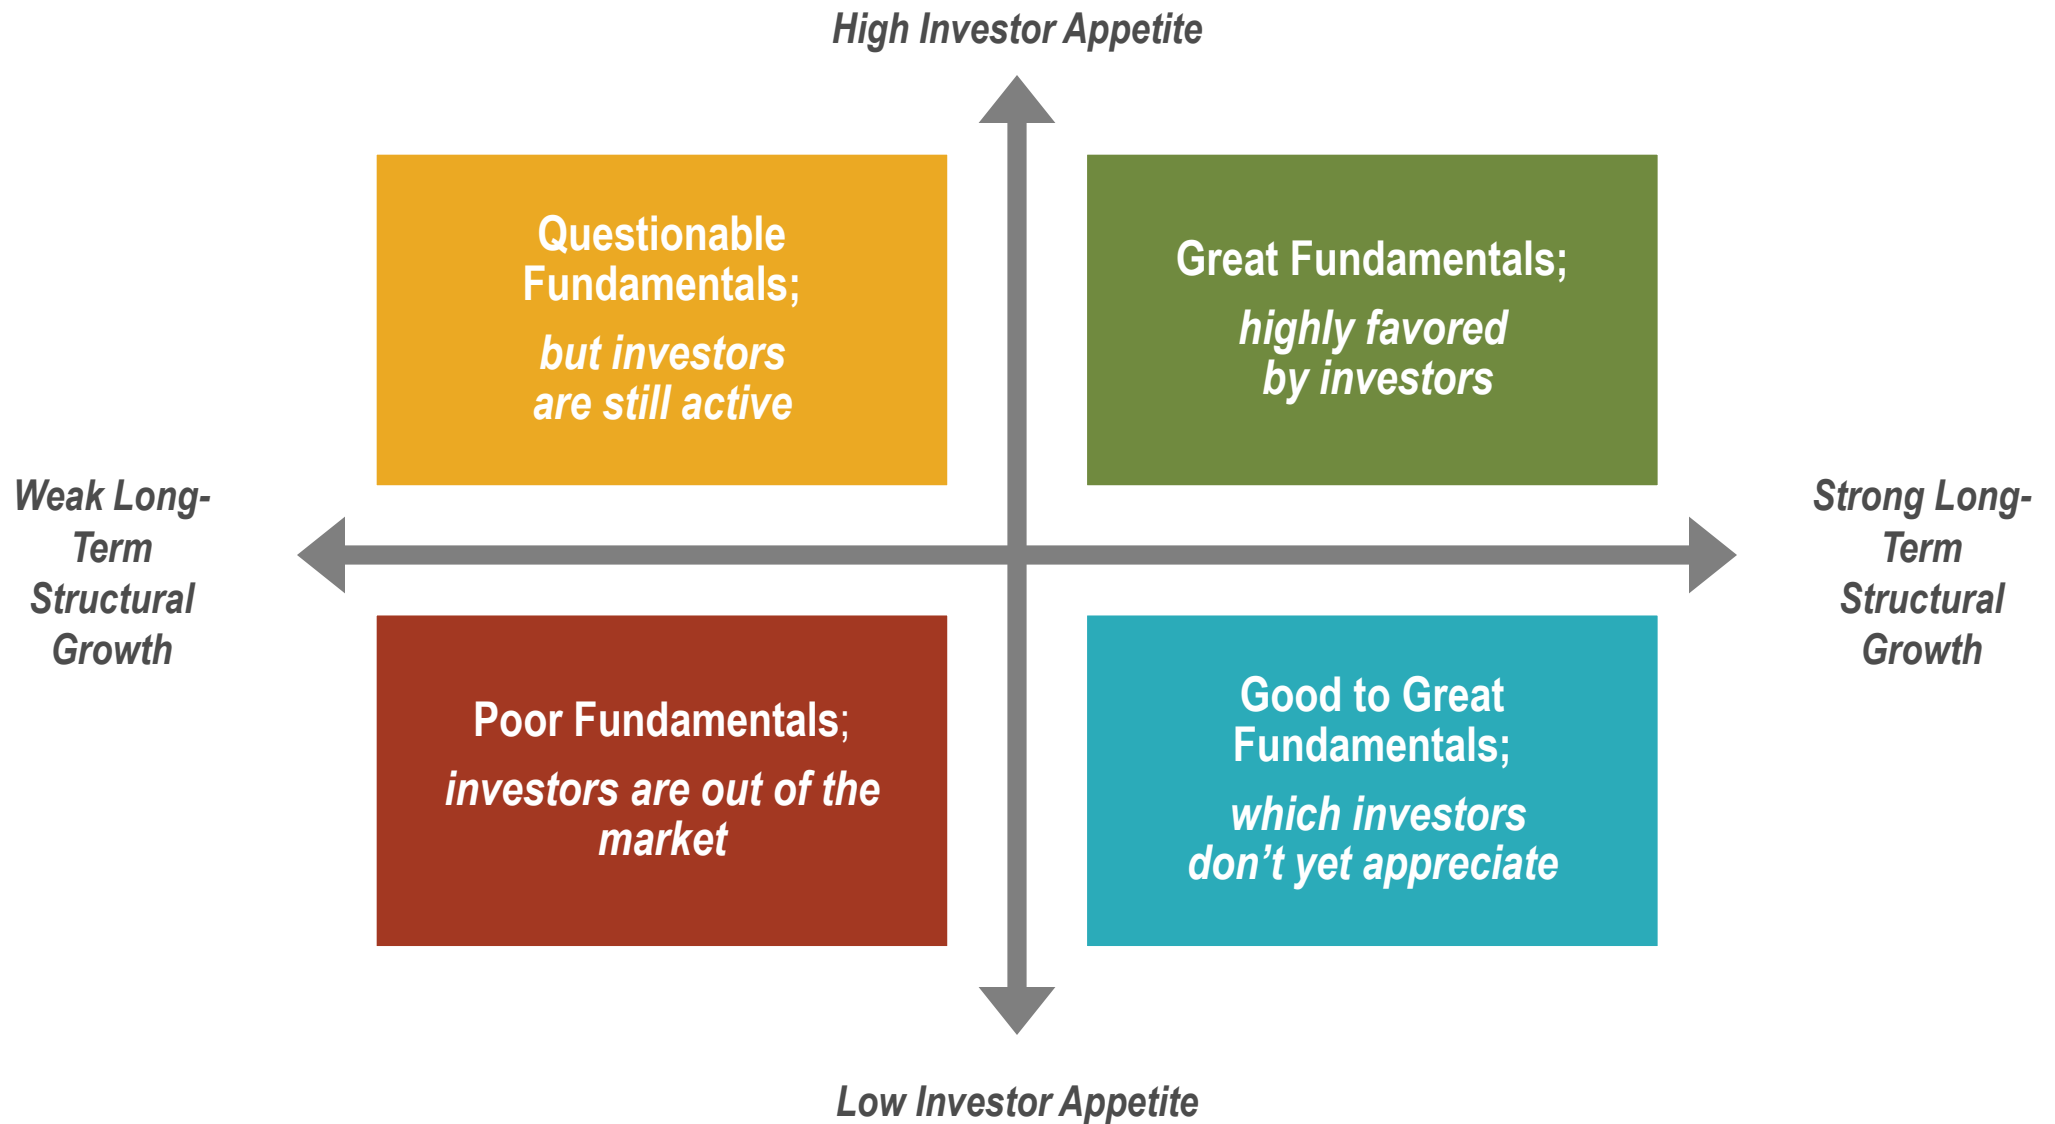 High Investor Appetite
Questionable
Fundamentals;
but investors
are still active
Great Fundamentals;
highly favored
by investors
Weak Long-
Term
Structural
Growth
Strong Long-
Term
Structural
Growth
Poor Fundamentals;
investors are out of the
market
Good to Great
Fundamentals;
which investors
don’t yet appreciate
Low Investor Appetite